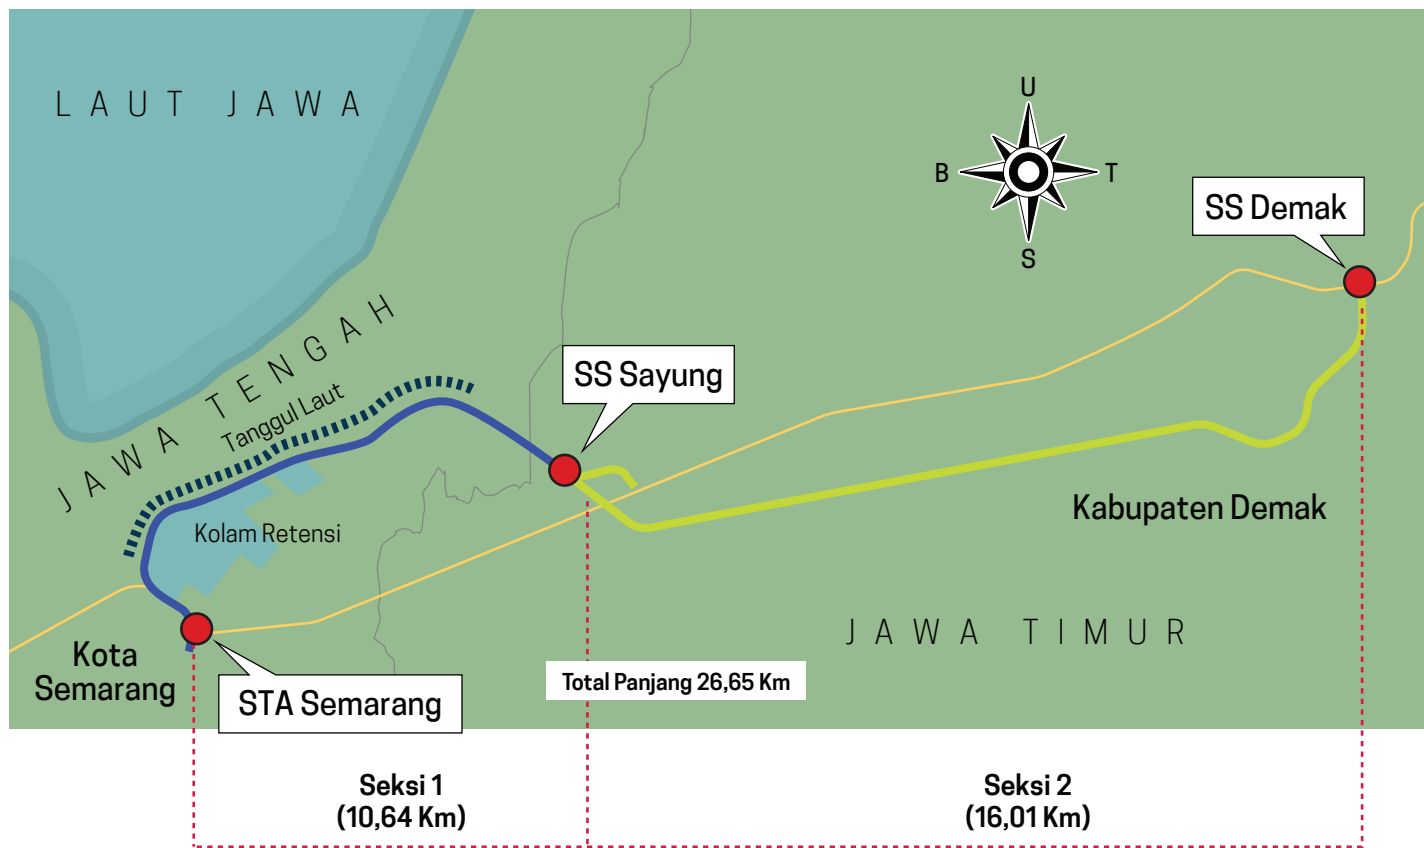 LAUT JAWA
U
B
T
S
SS Demak
JAWA TENGAH
Tanggul Laut
SS Sayung
Kolam Retensi
Kabupaten Demak
JAWA TIMUR
Kota
Semarang
STA Semarang
Total Panjang 26,65 Km
Seksi 1
(10,64 Km)
Seksi 2
(16,01 Km)